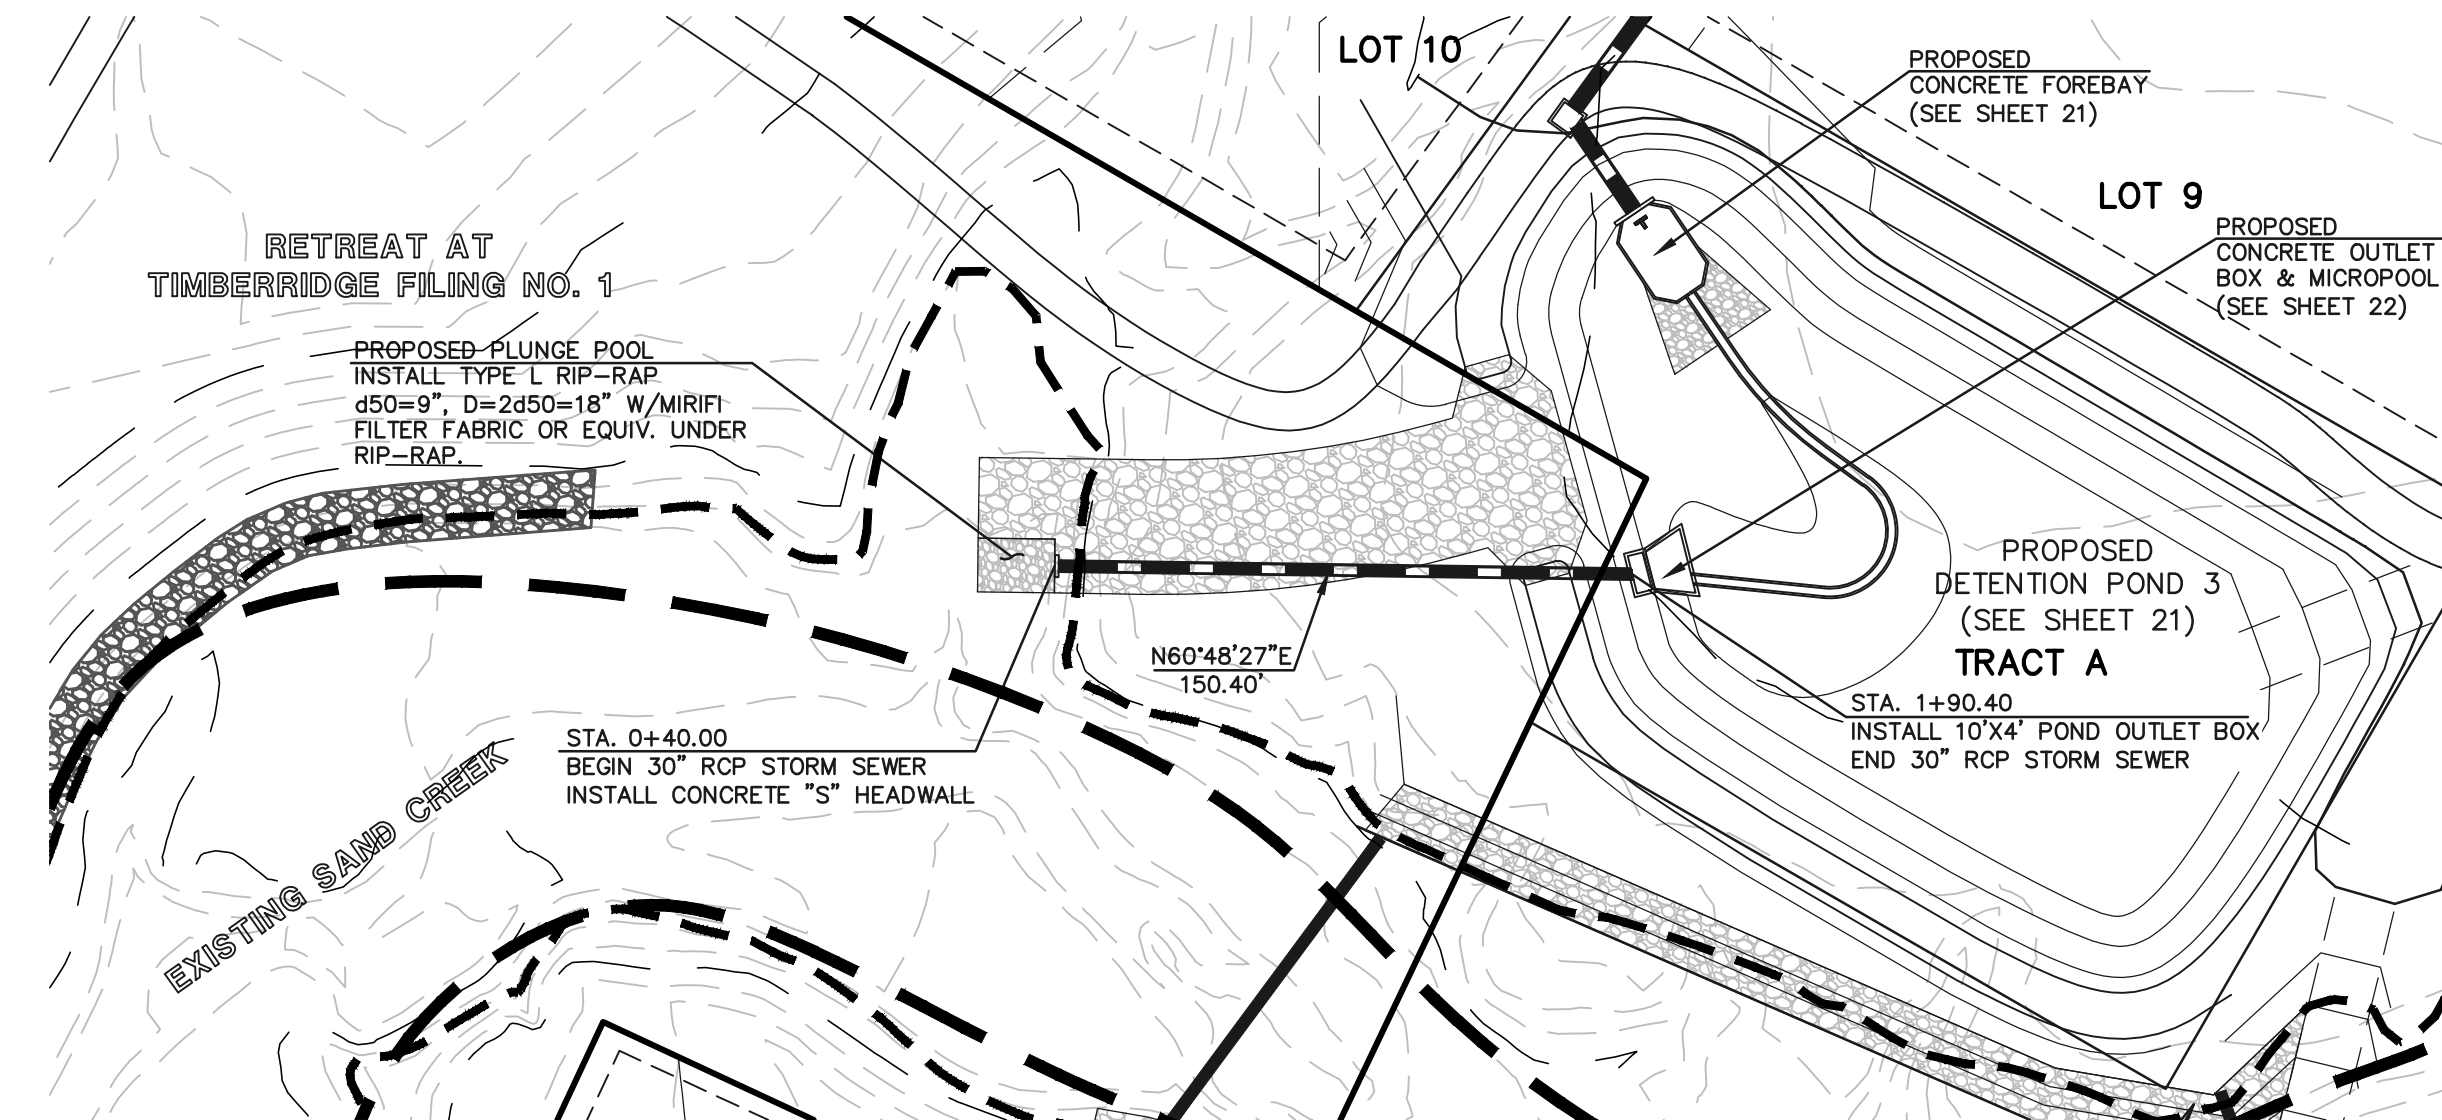 LOT 10
PROPOSED
CONCRETE FOREBAY
(SEE SHEET 21)
LOT 9
PROPOSED
CONCRETE OUTLET
BOX & MICROPOOL
(SEE SHEET 22)
RETREAT AT
TIMBERRIDGE FILING NO. 1
PROPOSED PLUNGE POOL
INSTALL TYPE L RIP-RAP
d50=9", D=2d50=18" W/MIRIFI
FILTER FABRIC OR EQUIV. UNDER
RIP-RAP.
PROPOSED
DETENTION POND 3
(SEE SHEET 21)
TRACT A
N60°48'27"E
150.40'
STA. 1+90.40
INSTALL 10'X4' POND OUTLET BOX
END 30" RCP STORM SEWER
STA. 0+40.00
BEGIN 30" RCP STORM SEWER
INSTALL CONCRETE "S" HEADWALL
EXISTING SAND CREEK